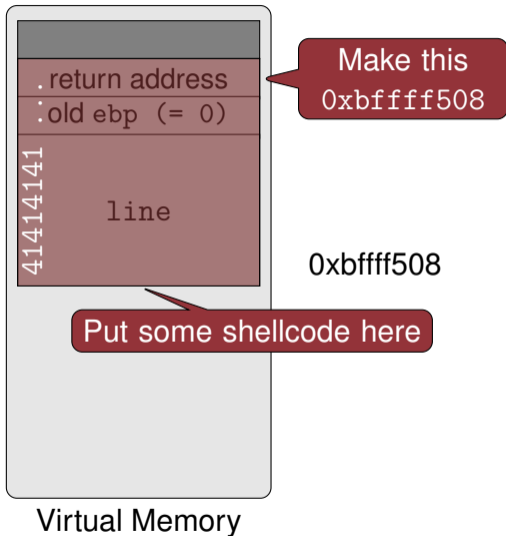 . return address
: old ebp (= 0)
41414141
line
Make this
0xbffff508
0xbffff508
Put some shellcode here
Virtual Memory